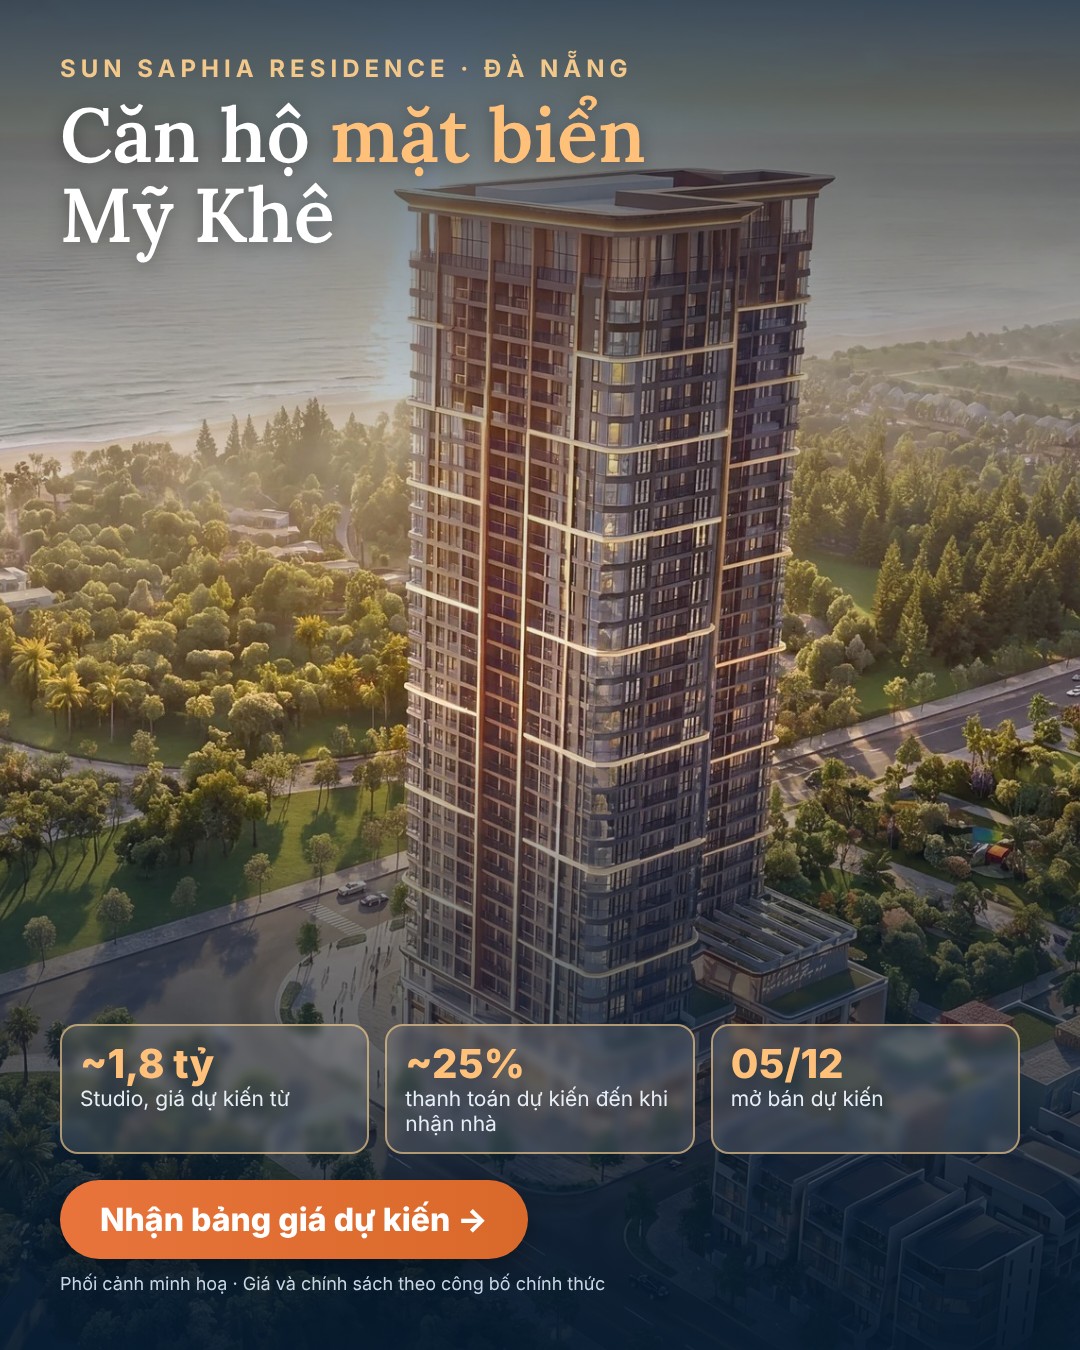 SUN SAPHIA RESIDENCE · ĐÀ NẴNG
Căn hộ mặt biển
Mỹ Khê
~1,8 tỷ
Studio, giá dự kiến từ
~25%
thanh toán dự kiến đến khi
nhận nhà
05/12
mở bán dự kiến
Nhận bảng giá dự kiến →
Phối cảnh minh hoạ · Giá và chính sách theo công bố chính thức